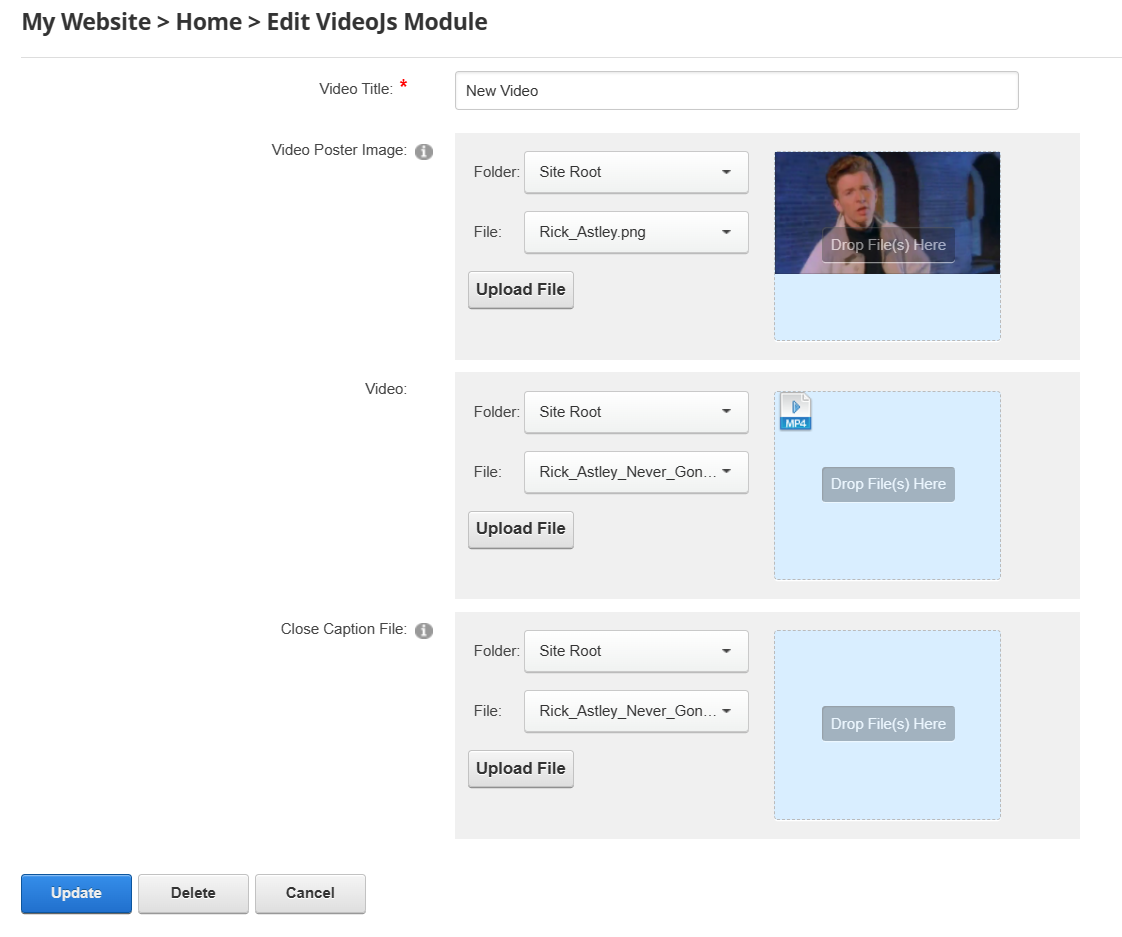 My Website > Home > Edit VideoJs Module
Video Title: *
New Video
Video Poster Image:
Folder: Site Root
File: Rick_Astley.png
Upload File
Drop File(s) Here
Video:
Folder: Site Root
File: Rick_Astley_Never_Gon...
Upload File
MP4
Drop File(s) Here
Close Caption File:
Folder: Site Root
File: Rick_Astley_Never_Gon...
Upload File
Drop File(s) Here
Update Delete Cancel